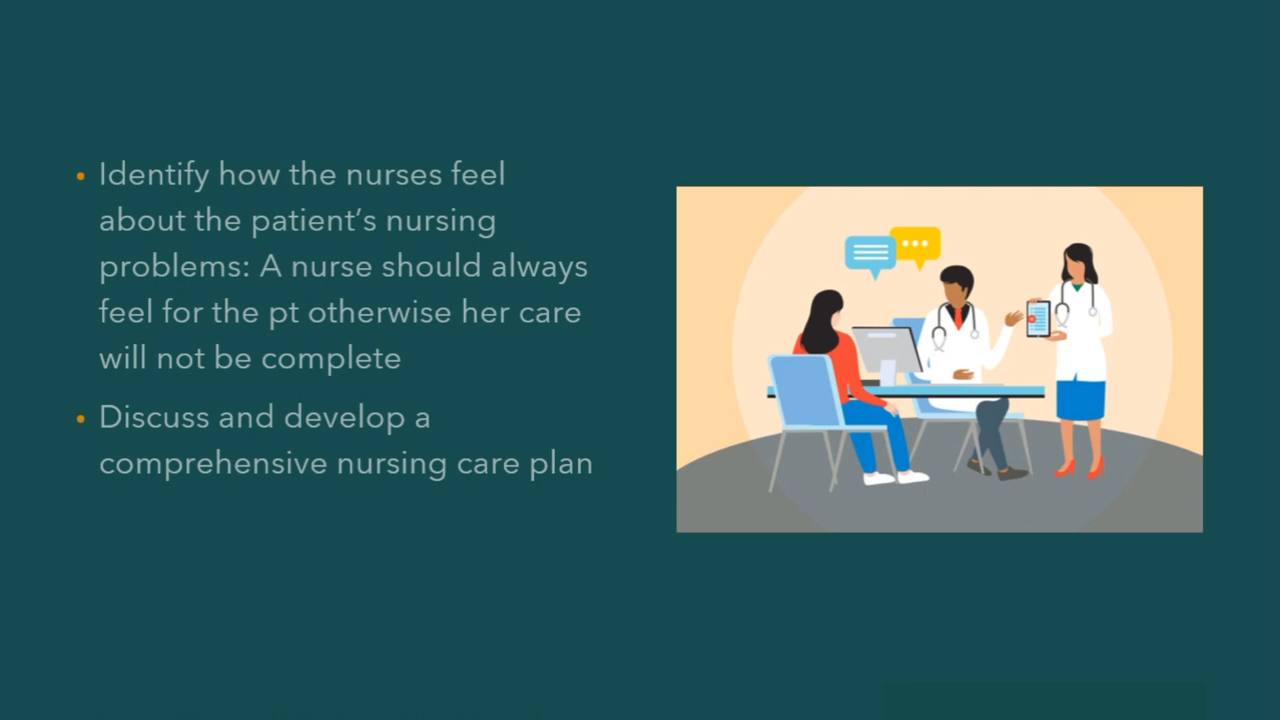 • Identify how the nurses feel
about the patient's nursing
problems: A nurse should always
feel for the pt otherwise her care
will not be complete
• Discuss and develop a
comprehensive nursing care plan